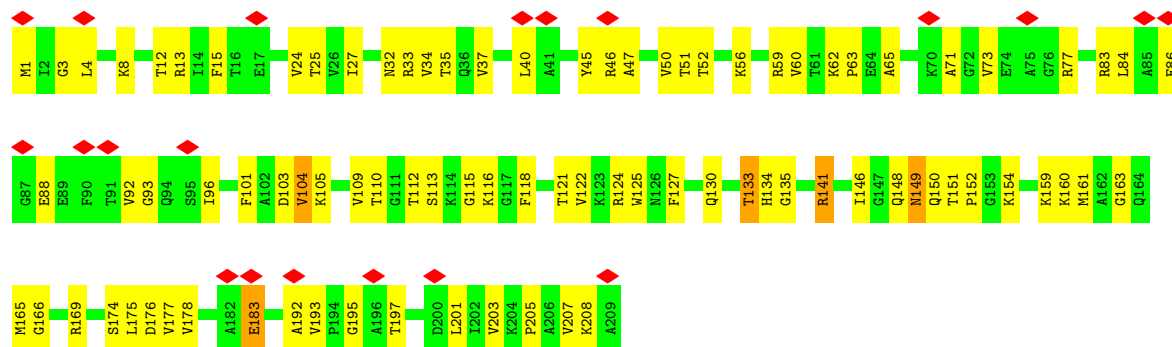 M1 I2 G3 L4 K8 T12 R13 I14 F15 T16 E17 V24 T25 V26 I27 N32 R33 V34 T35 Q36 V37 L40 A41 Y45 R46 A47 V50 T51 T52 K56 R59 V60 T61 K62 P63 E64 A65 K70 A71 G72 V73 E74 A75 G76 R77 R83 L84 A85 E86
G87 E88 E89 F90 T91 V92 G93 Q94 S95 I96 F101 A102 D103 V104 K105 V109 T110 G111 T112 S113 K114 G115 K116 G117 F118 T121 V122 K123 R124 W125 N126 F127 Q130 T133 H134 G135 R141 I146 G147 Q148 N149 Q150 T151 P152 G153 K154 K159 K160 M161 A162 G163 Q164
M165 G166 R169 S174 L175 D176 V177 V178 A182 E183 A192 V193 P194 G195 A196 T197 D200 L201 I202 V203 K204 P205 A206 V207 K208 A209